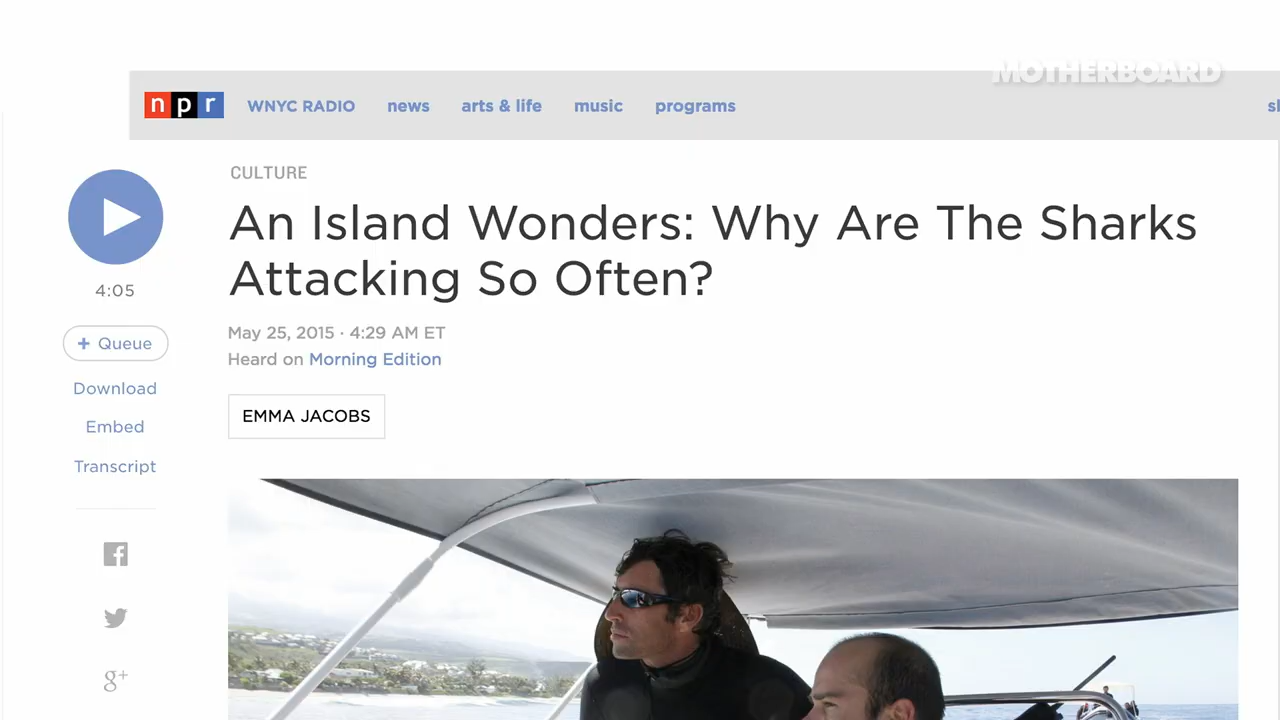 MOTHERBOARD
npr WNYC RADIO news arts & life music programs
CULTURE
An Island Wonders: Why Are The Sharks
Attacking So Often?
4:05
May 25, 2015 · 4:29 AM ET
+ Queue
Heard on Morning Edition
Download
EMMA JACOBS
Embed
Transcript
g+